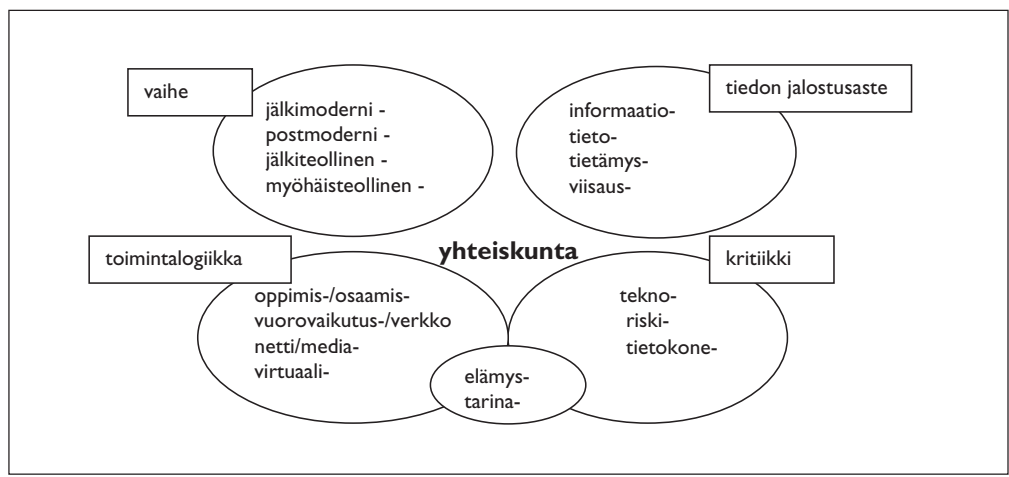 vaihe
jälkimoderni -
postmoderni -
jälkiteollinen -
myöhäisteollinen -
tiedon jalostusaste
informaatio-
tieto-
tietämys-
viisaus-
yhteiskunta
toimintalogiikka
oppimis-/osaamis-
vuorovaikutus-/verkko
netti/media-
virtuaali-
kritiikki
tekno-
riski-
tietokone-
elämys-
tarina-